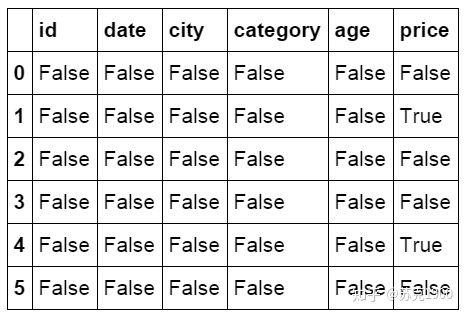 id date city category age price
0 False False False False False False
1 False False False False False True
2 False False False False False False
3 False False False False False False
4 False False False False False True
5 False False False False False False
知乎